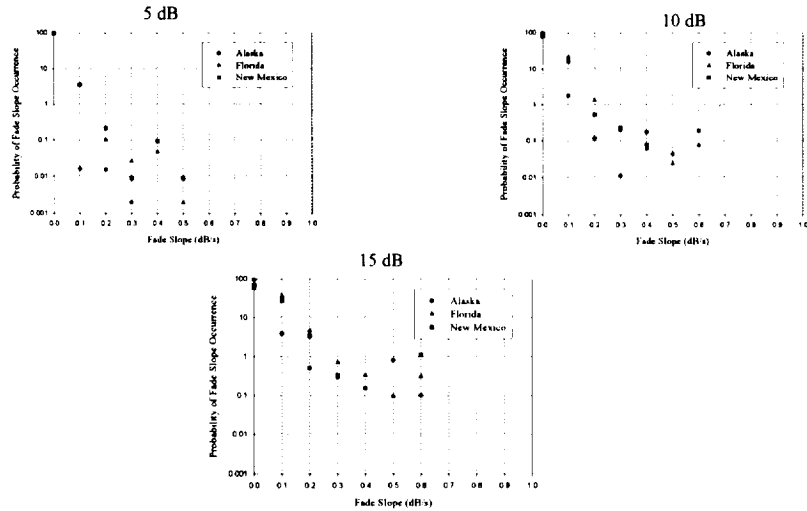 5 dB
Probability of Fade Slope Occurrence
100
10
1
0.1
0.01
0.001
Alaska
Florida
New Mexico
0.0 0.1 0.2 0.3 0.4 0.5 0.6 0.7 0.8 0.9 1.0
Fade Slope (dB/s)
10 dB
Probability of Fade Slope Occurrence
100
10
1
0.1
0.01
0.001
Alaska
Florida
New Mexico
0.0 0.1 0.2 0.3 0.4 0.5 0.6 0.7 0.8 0.9 1.0
Fade Slope (dB/s)
15 dB
Probability of Fade Slope Occurrence
100
10
1
0.1
0.01
0.001
Alaska
Florida
New Mexico
0.0 0.1 0.2 0.3 0.4 0.5 0.6 0.7 0.8 0.9 1.0
Fade Slope (dB/s)